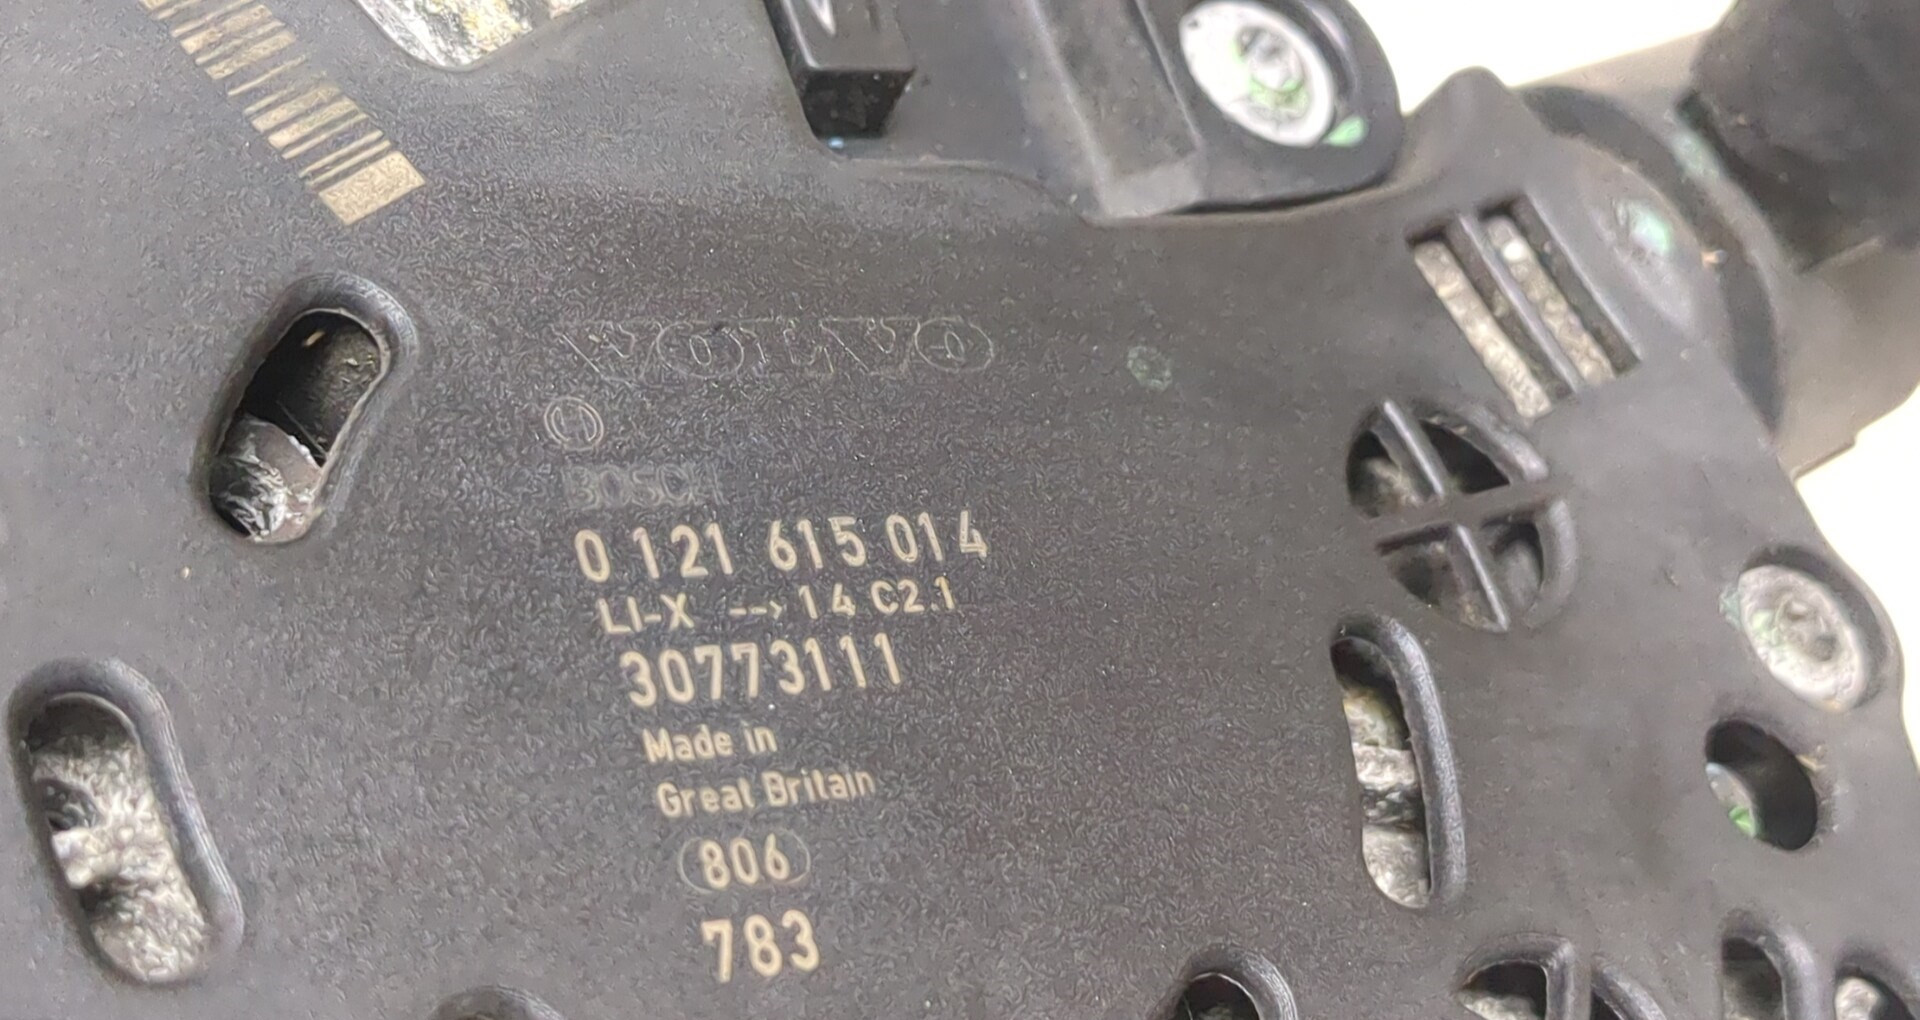 VOLVO
BOSCH
0 121 615 014
LI-X --> 14 C2.1
30773111
Made in
Great Britain
806
783